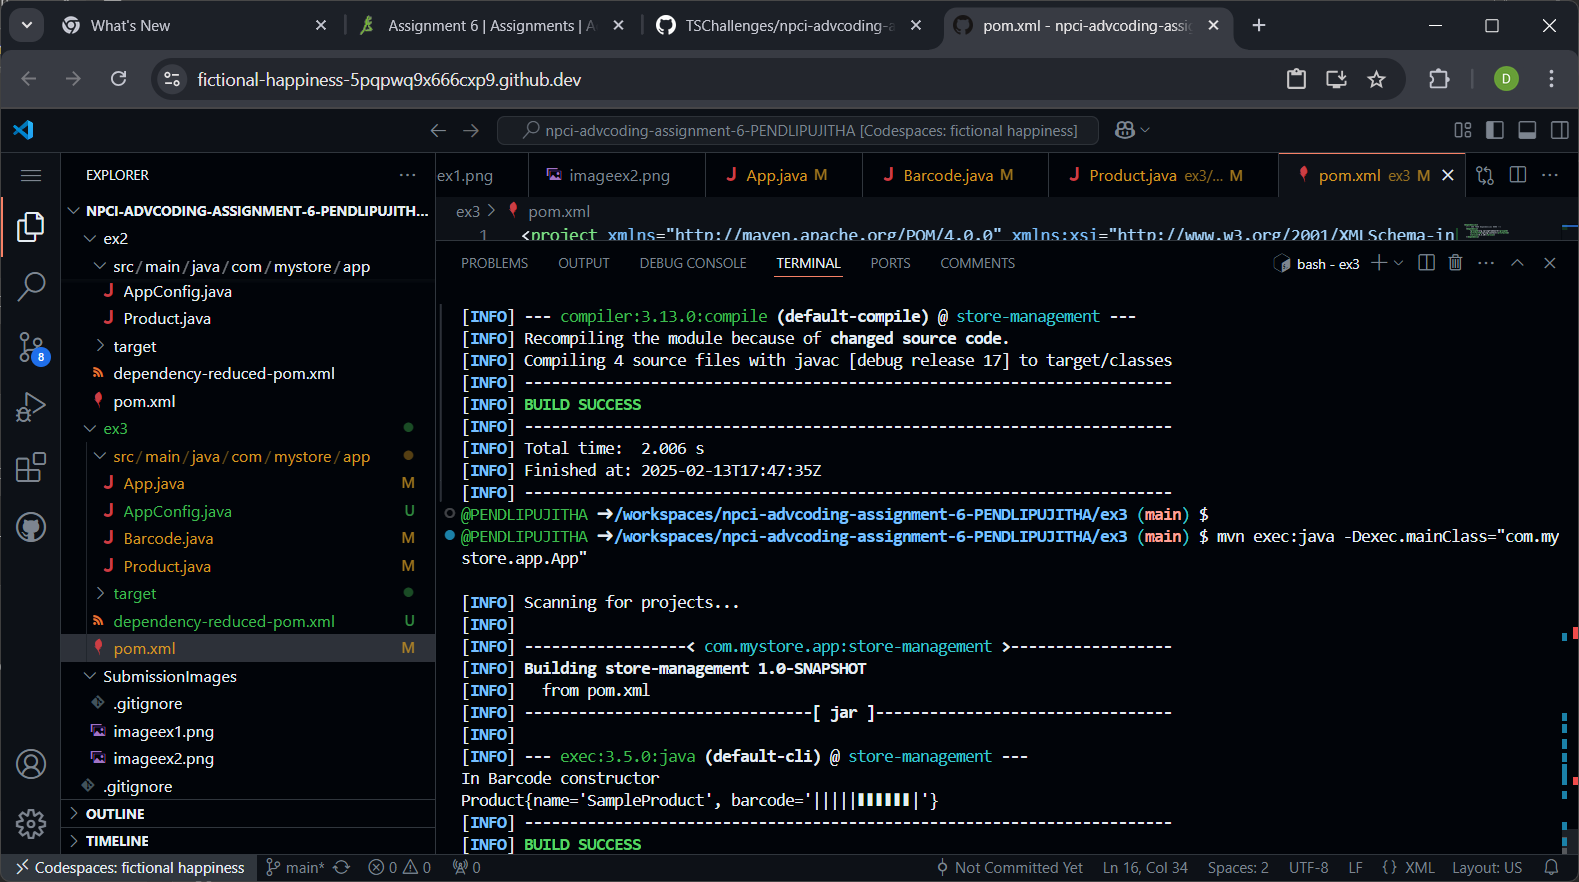 What's New
Assignment 6 | Assignments | A
TSChallenges/npci-advcoding-a
pom.xml - npci-advcoding-assig
fictional-happiness-5pqpwq9x666cxp9.github.dev
D
npci-advcoding-assignment-6-PENDLIPUJITHA [Codespaces: fictional happiness]
EXPLORER
ex1.png
imageex2.png
App.java M
Barcode.java M
Product.java ex3/... M
pom.xml ex3 M
NPCI-ADVCODING-ASSIGNMENT-6-PENDLIPUJITH...
ex2
src/main/java/com/mystore/app
AppConfig.java
Product.java
target
dependency-reduced-pom.xml
pom.xml
ex3
src/main/java/com/mystore/app
App.java M
AppConfig.java U
Barcode.java M
Product.java M
target
dependency-reduced-pom.xml U
pom.xml M
SubmissionImages
.gitignore
imageex1.png
imageex2.png
.gitignore
OUTLINE
TIMELINE
8
ex3 > pom.xml
1 <project xmlns="http://maven.apache.org/POM/4.0.0" xmlns:xsi="http://www.w3.org/2001/XMLSchema-in
PROBLEMS OUTPUT DEBUG CONSOLE TERMINAL PORTS COMMENTS
bash - ex3
[INFO] --- compiler:3.13.0:compile (default-compile) @ store-management ---
[INFO] Recompiling the module because of changed source code.
[INFO] Compiling 4 source files with javac [debug release 17] to target/classes
[INFO] ------------------------------------------------------------------------
[INFO] BUILD SUCCESS
[INFO] ------------------------------------------------------------------------
[INFO] Total time:  2.006 s
[INFO] Finished at: 2025-02-13T17:47:35Z
[INFO] ------------------------------------------------------------------------
@PENDLIPUJITHA ➜/workspaces/npci-advcoding-assignment-6-PENDLIPUJITHA/ex3 (main) $
@PENDLIPUJITHA ➜/workspaces/npci-advcoding-assignment-6-PENDLIPUJITHA/ex3 (main) $ mvn exec:java -Dexec.mainClass="com.my
store.app.App"
[INFO] Scanning for projects...
[INFO]
[INFO] ------------------< com.mystore.app:store-management >------------------
[INFO] Building store-management 1.0-SNAPSHOT
[INFO]   from pom.xml
[INFO] --------------------------------[ jar ]---------------------------------
[INFO]
[INFO] --- exec:3.5.0:java (default-cli) @ store-management ---
In Barcode constructor
Product{name='SampleProduct', barcode='|||||▮▮▮▮▮▮|'}
[INFO] ------------------------------------------------------------------------
[INFO] BUILD SUCCESS
Codespaces: fictional happiness
main*
0 0
0
Not Committed Yet
Ln 16, Col 34
Spaces: 2
UTF-8
LF
{} XML
Layout: US